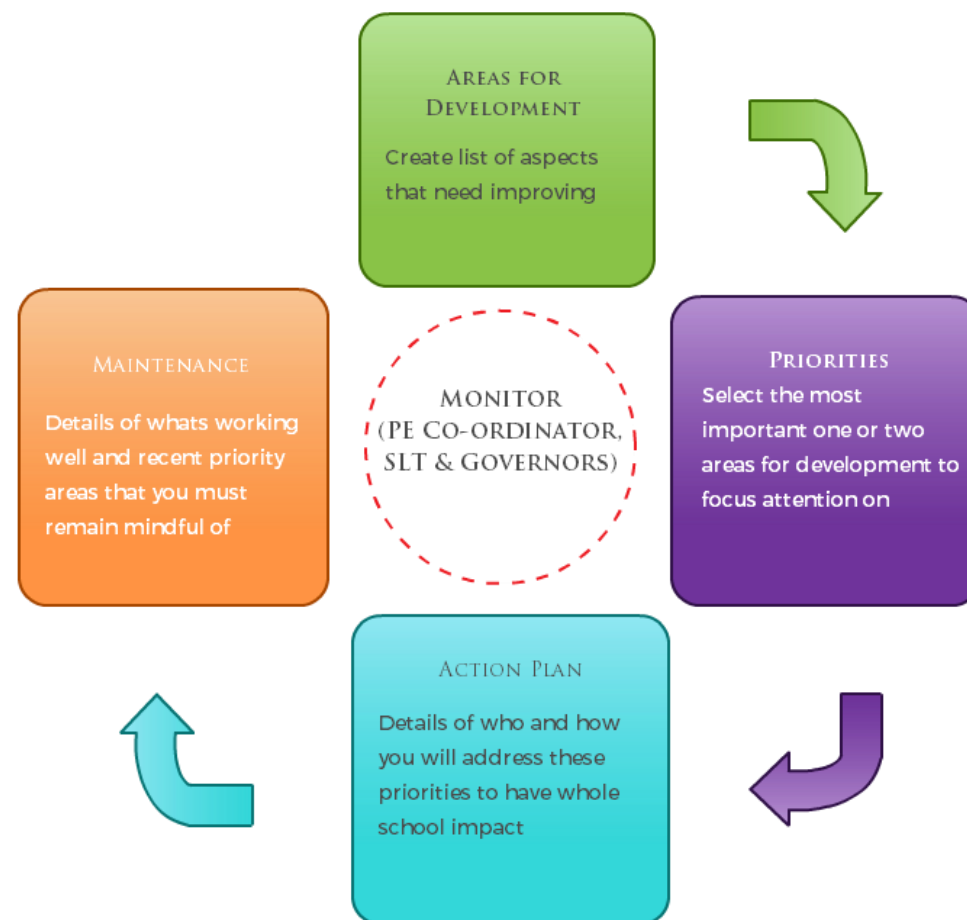 AREAS FOR
DEVELOPMENT
Create list of aspects
that need improving
PRIORITIES
Select the most
important one or two
areas for development to
focus attention on
ACTION PLAN
Details of who and how
you will address these
priorities to have whole
school impact
MAINTENANCE
Details of whats working
well and recent priority
areas that you must
remain mindful of
MONITOR
(PE CO-ORDINATOR,
SLT & GOVERNORS)